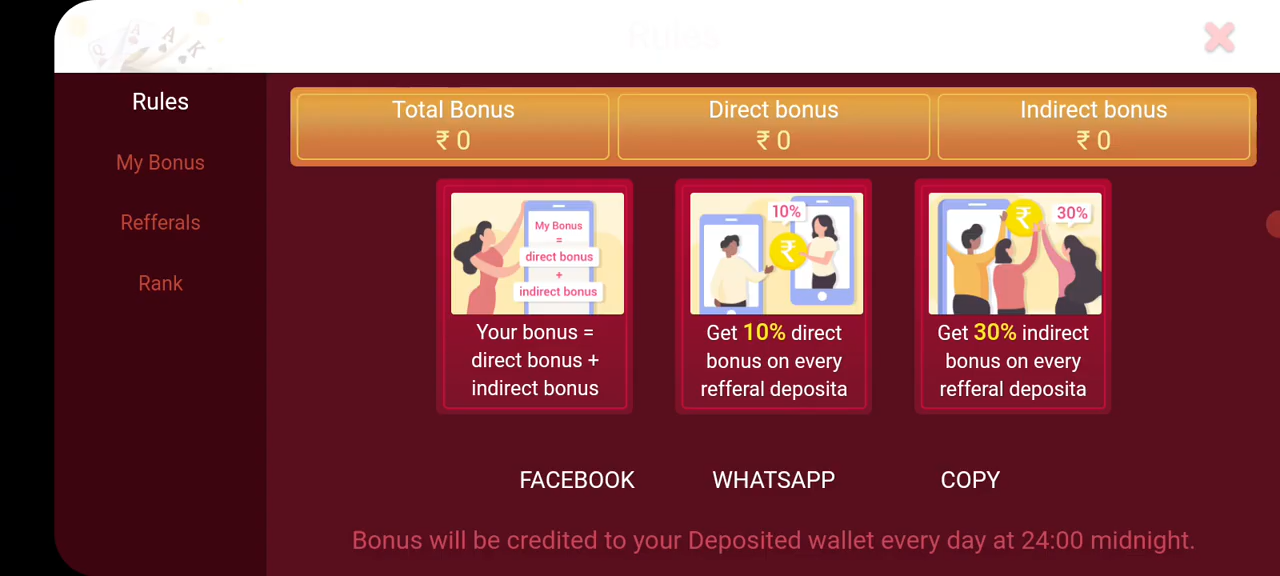 Rules
Rules
My Bonus
Refferals
Rank
Total Bonus
₹ 0
Direct bonus
₹ 0
Indirect bonus
₹ 0
My Bonus
=
direct bonus
+
indirect bonus
Your bonus =
direct bonus +
indirect bonus
10%
₹
Get 10% direct
bonus on every
refferal deposita
₹
30%
Get 30% indirect
bonus on every
refferal deposita
FACEBOOK
WHATSAPP
COPY
Bonus will be credited to your Deposited wallet every day at 24:00 midnight.